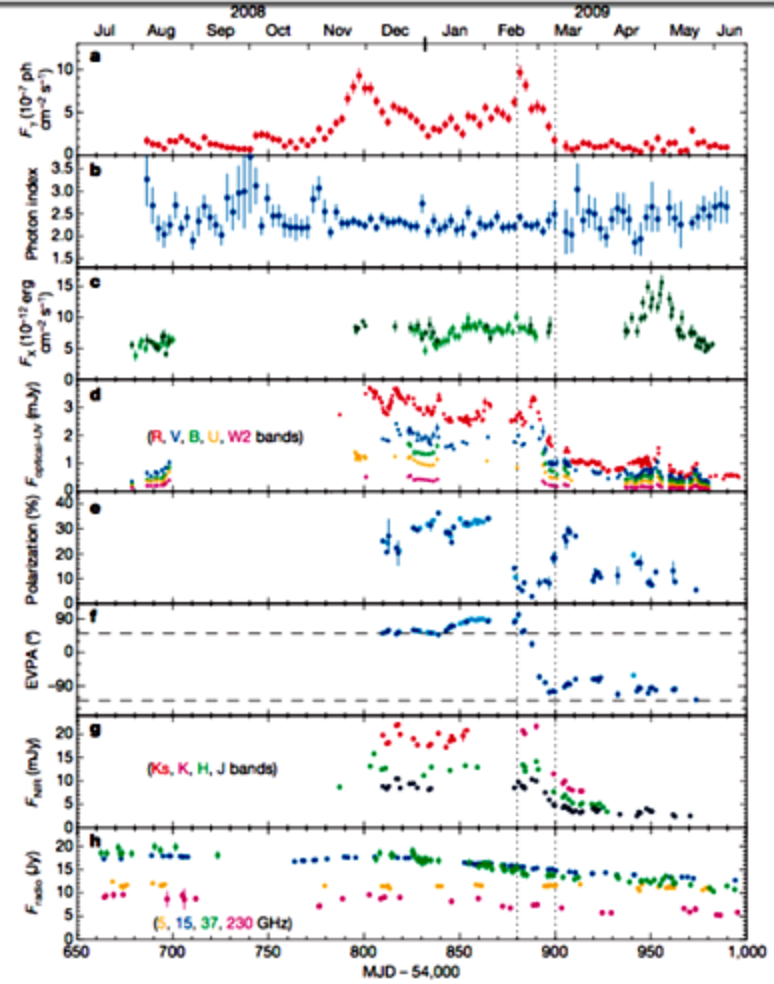 2008 2009
Jul Aug Sep Oct Nov Dec Jan Feb Mar Apr May Jun
a
10
5
0
Fγ (10⁻⁷ ph cm⁻² s⁻¹)
b
3.5
3.0
2.5
2.0
1.5
Photon index
c
15
10
5
0
FX (10⁻¹² erg cm⁻² s⁻¹)
d
3
2
1
0
Foptical–UV (mJy)
(R, V, B, U, W2 bands)
e
40
30
20
10
0
Polarization (%)
f
90
0
–90
EVPA (°)
g
20
15
10
5
0
FNIR (mJy)
(Ks, K, H, J bands)
h
20
15
10
5
0
Fradio (Jy)
(5, 15, 37, 230 GHz)
650 700 750 800 850 900 950 1,000
MJD – 54,000